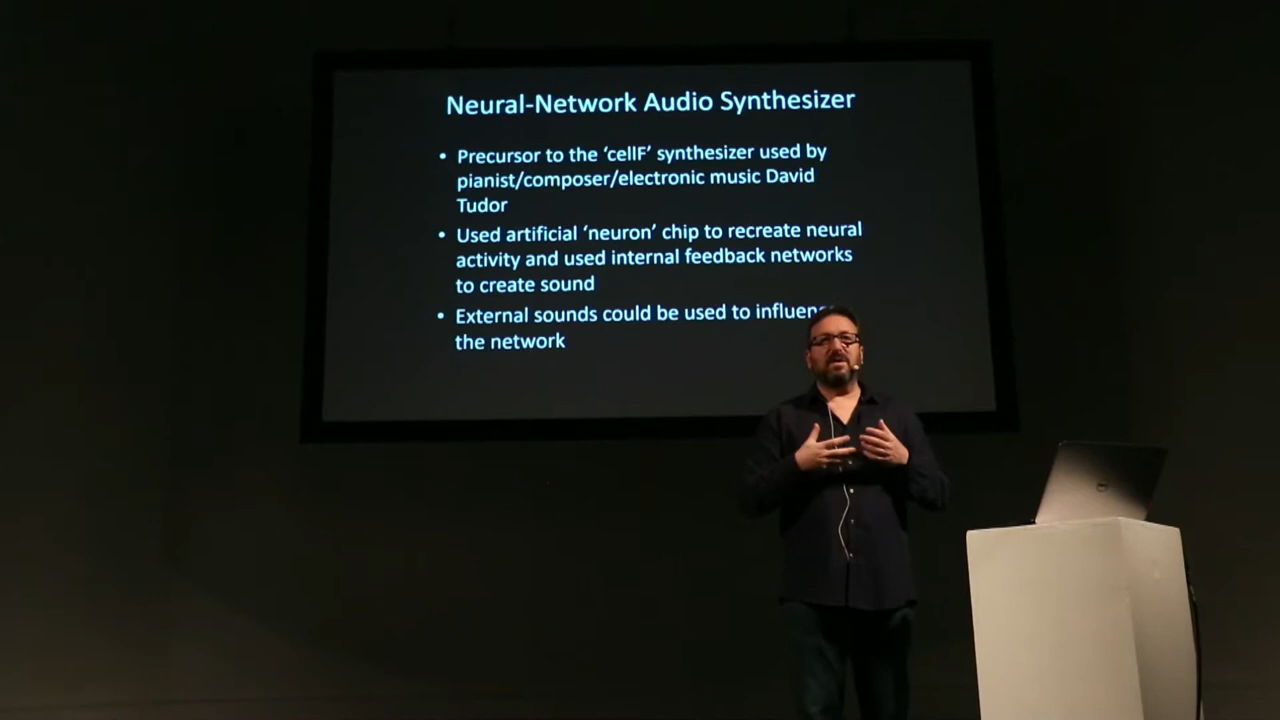 Neural-Network Audio Synthesizer
• Precursor to the ‘cellF’ synthesizer used by
pianist/composer/electronic music David
Tudor
• Used artificial ‘neuron’ chip to recreate neural
activity and used internal feedback networks
to create sound
• External sounds could be used to influenc
the network